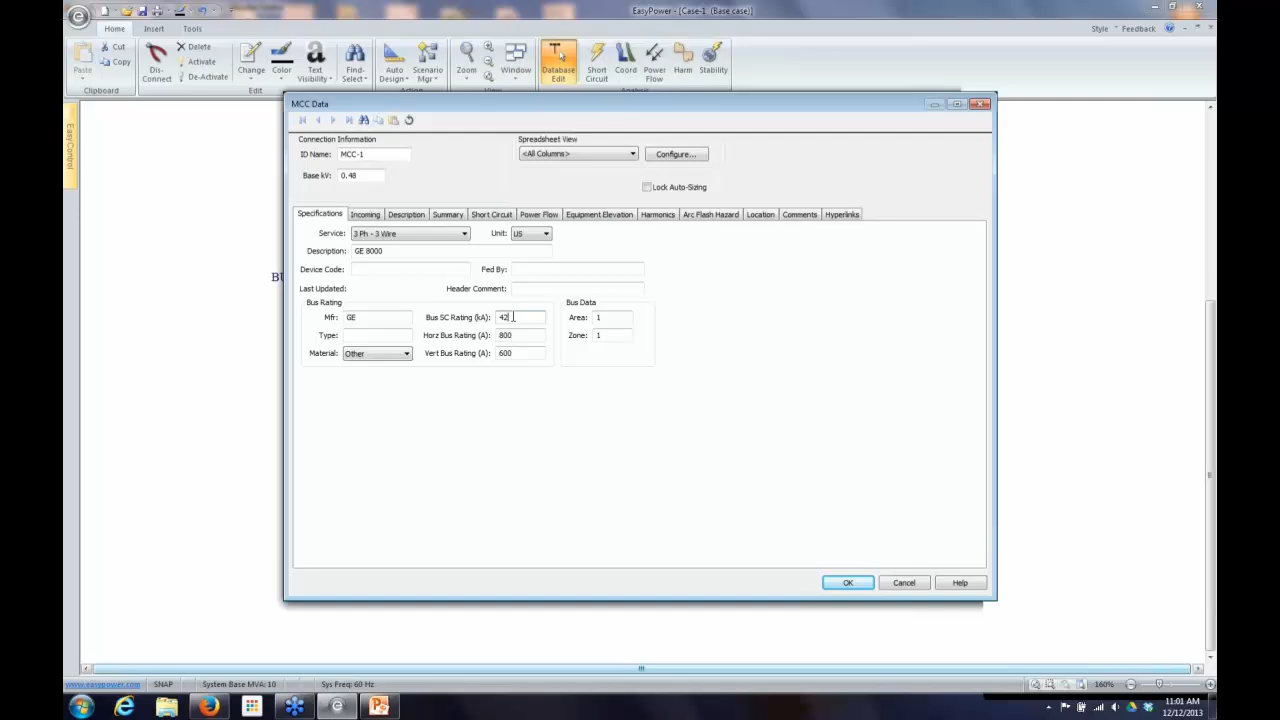 EasyPower - [Case-1 (Base case)]
Home Insert Tools Style Feedback
Paste Cut Copy Clipboard
Dis-Connect Delete Activate De-Activate Edit
Change Color Text Visibility Find-Select
Auto Design Scenario Mgr
Zoom Window
Database Edit Short Circuit Coord Power Flow Harm Stability
EasyControl
MCC Data
Connection Information Spreadsheet View
ID Name: MCC-1 <All Columns> Configure...
Base kV: 0.48
Lock Auto-Sizing
Specifications Incoming Description Summary Short Circuit Power Flow Equipment Elevation Harmonics Arc Flash Hazard Location Comments Hyperlinks
Service: 3 Ph - 3 Wire Unit: US
Description: GE 8000
Device Code: Fed By:
Last Updated: Header Comment:
Bus Rating Bus Data
Mfr: GE Bus SC Rating (kA): 42 Area: 1
Type: Horz Bus Rating (A): 800 Zone: 1
Material: Other Vert Bus Rating (A): 600
OK Cancel Help
www.easypower.com SNAP System Base MVA: 10 Sys Freq: 60 Hz 160%
11:01 AM
12/12/2013